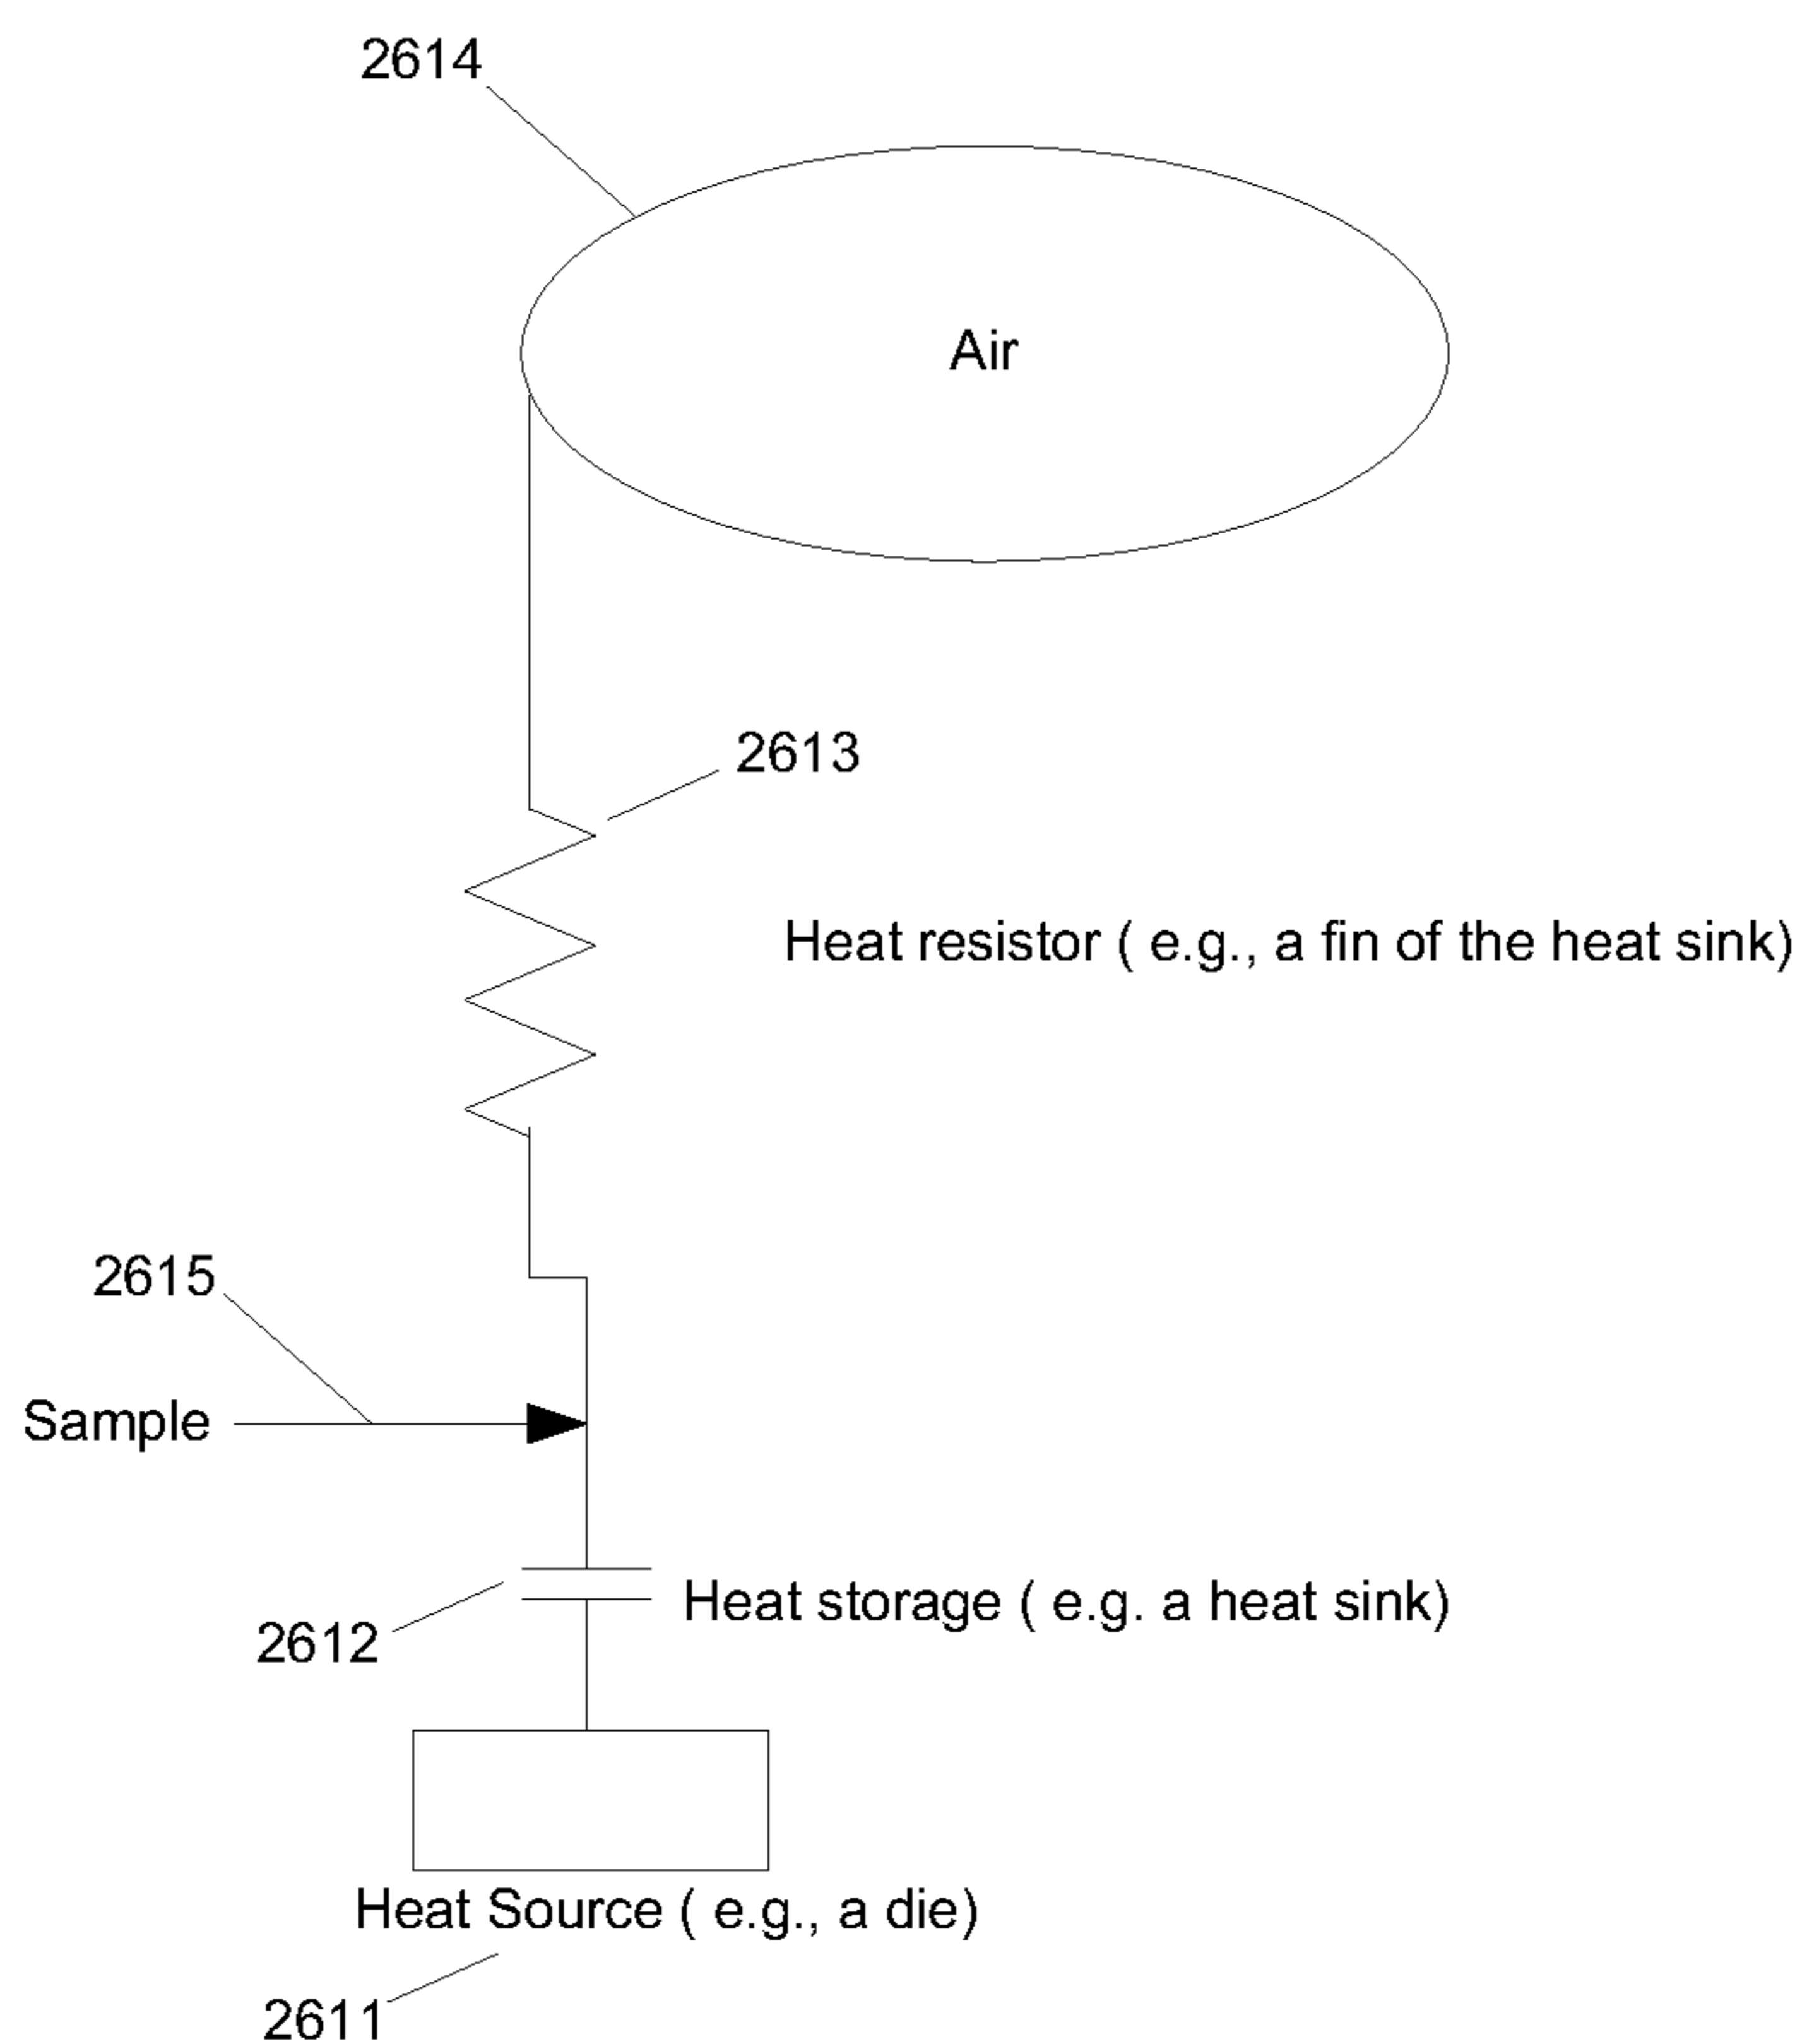 2614
Air
2613
Heat resistor ( e.g., a fin of the heat sink)
2615
Sample
Heat storage ( e.g. a heat sink)
2612
Heat Source ( e.g., a die)
2611